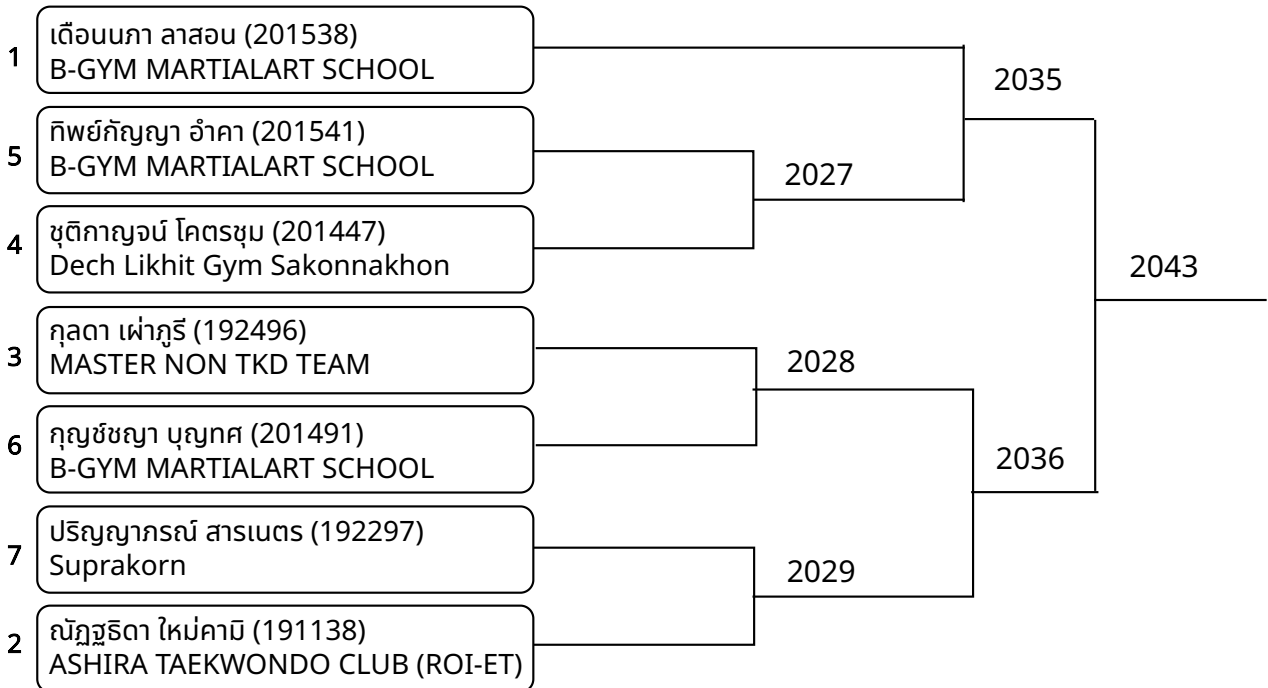 1
เดือนนภา ลาสอน (201538)
B-GYM MARTIALART SCHOOL
2035
5
ทิพย์กัญญา อำคา (201541)
B-GYM MARTIALART SCHOOL
2027
4
ชุติกาญจน์ โคตรชุม (201447)
Dech Likhit Gym Sakonnakhon
2043
3
กุลดา เผ่าภูรี (192496)
MASTER NON TKD TEAM
2028
6
กุญช์ชญา บุญทศ (201491)
B-GYM MARTIALART SCHOOL
2036
7
ปริญญาภรณ์ สารเนตร (192297)
Suprakorn
2029
2
ณัฏฐธิดา ใหม่คามิ (191138)
ASHIRA TAEKWONDO CLUB (ROI-ET)